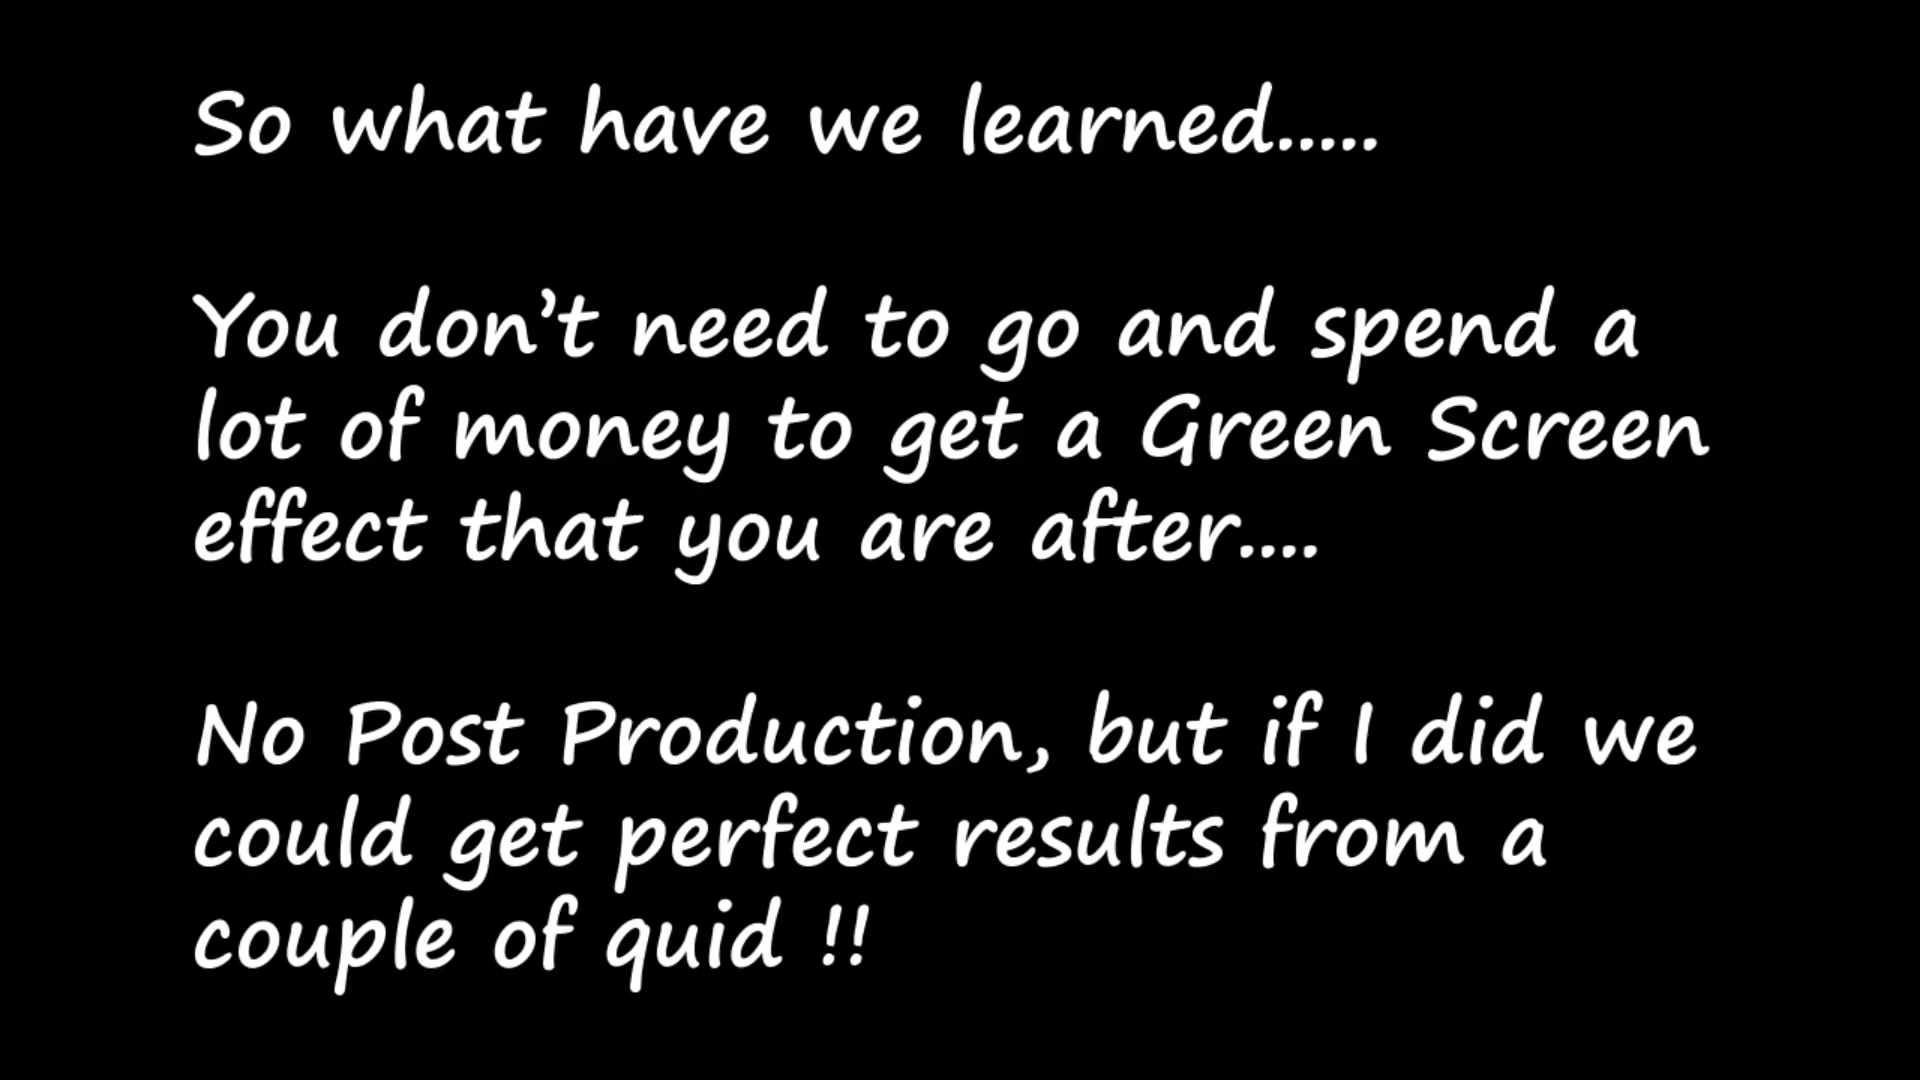 So what have we learned.....
You don’t need to go and spend a
lot of money to get a Green Screen
effect that you are after....
No Post Production, but if I did we
could get perfect results from a
couple of quid !!